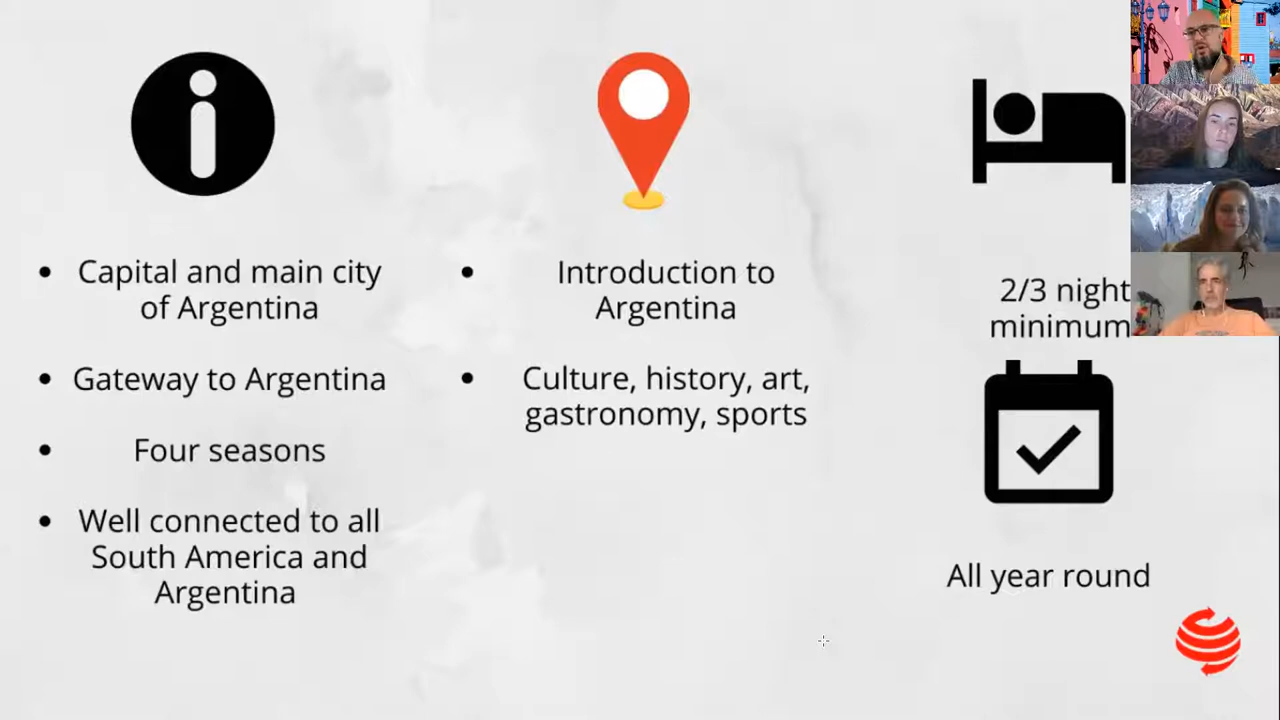 Capital and main city
of Argentina
Gateway to Argentina
Four seasons
Well connected to all
South America and
Argentina
Introduction to
Argentina
Culture, history, art,
gastronomy, sports
2/3 night
minimum
All year round